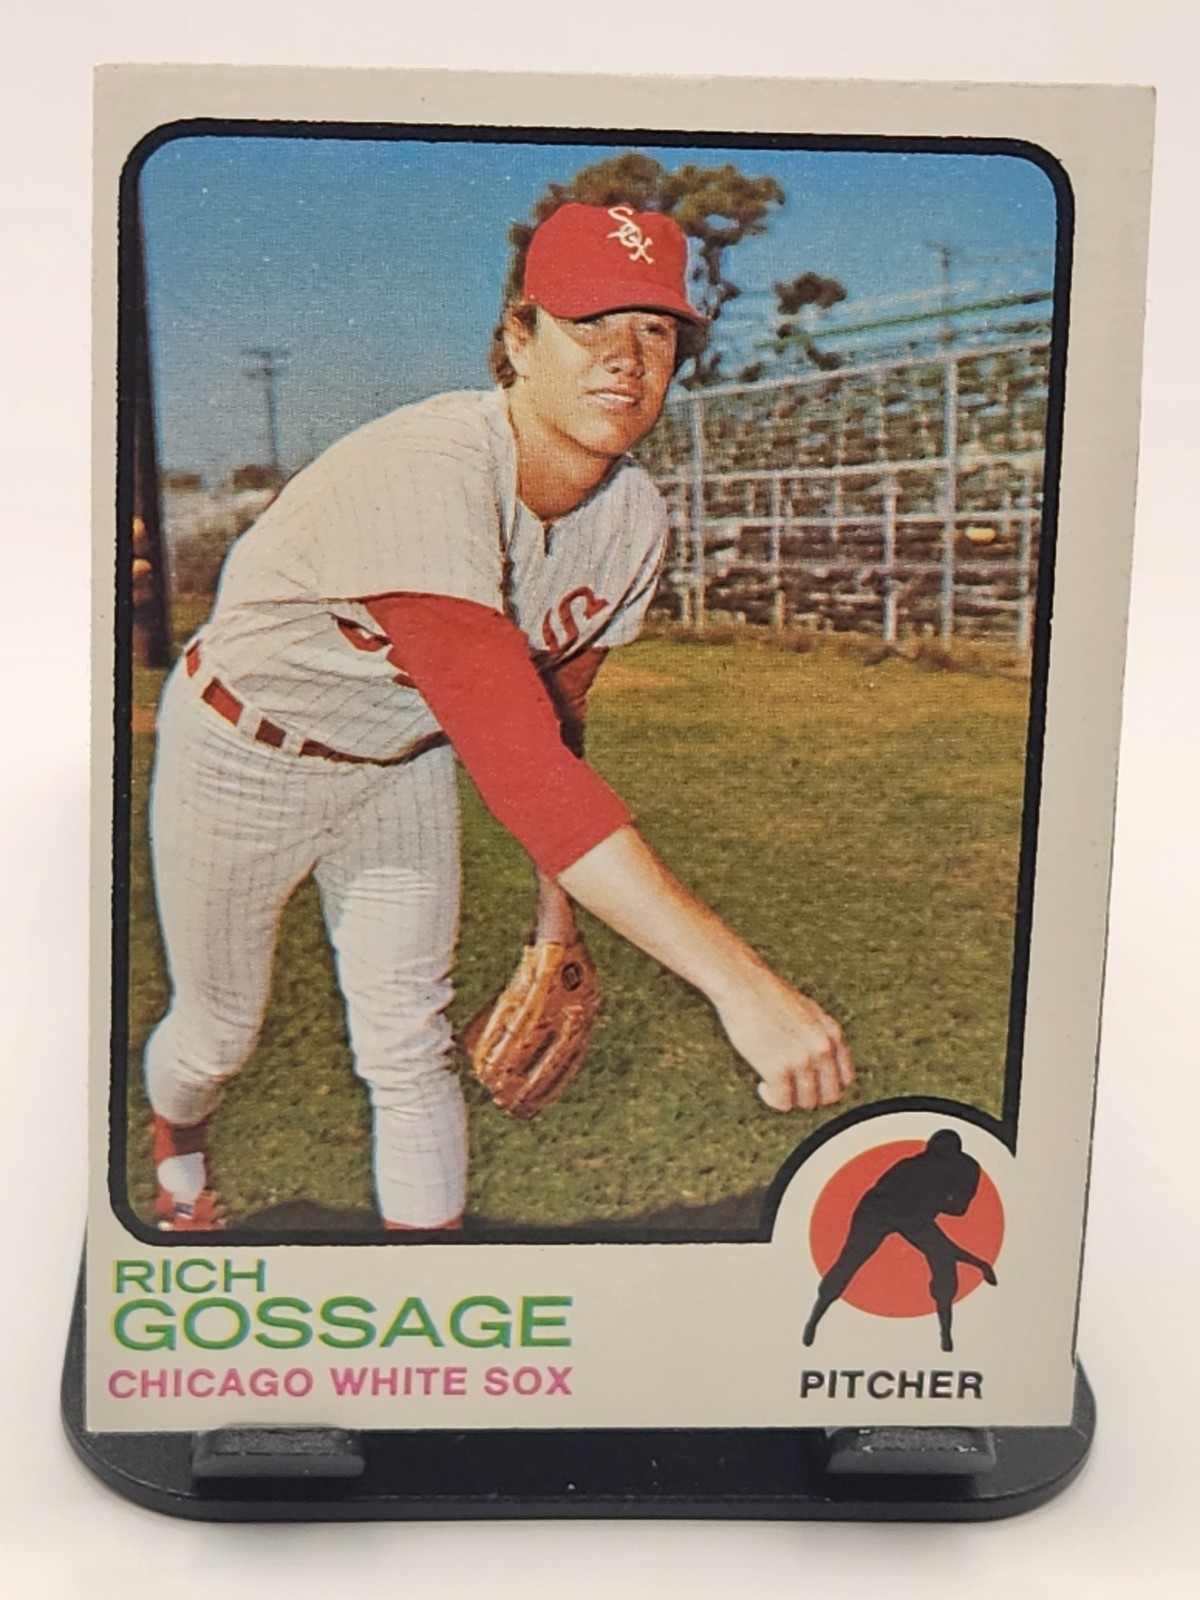 SOX
S
RICH
GOSSAGE
CHICAGO WHITE SOX
PITCHER